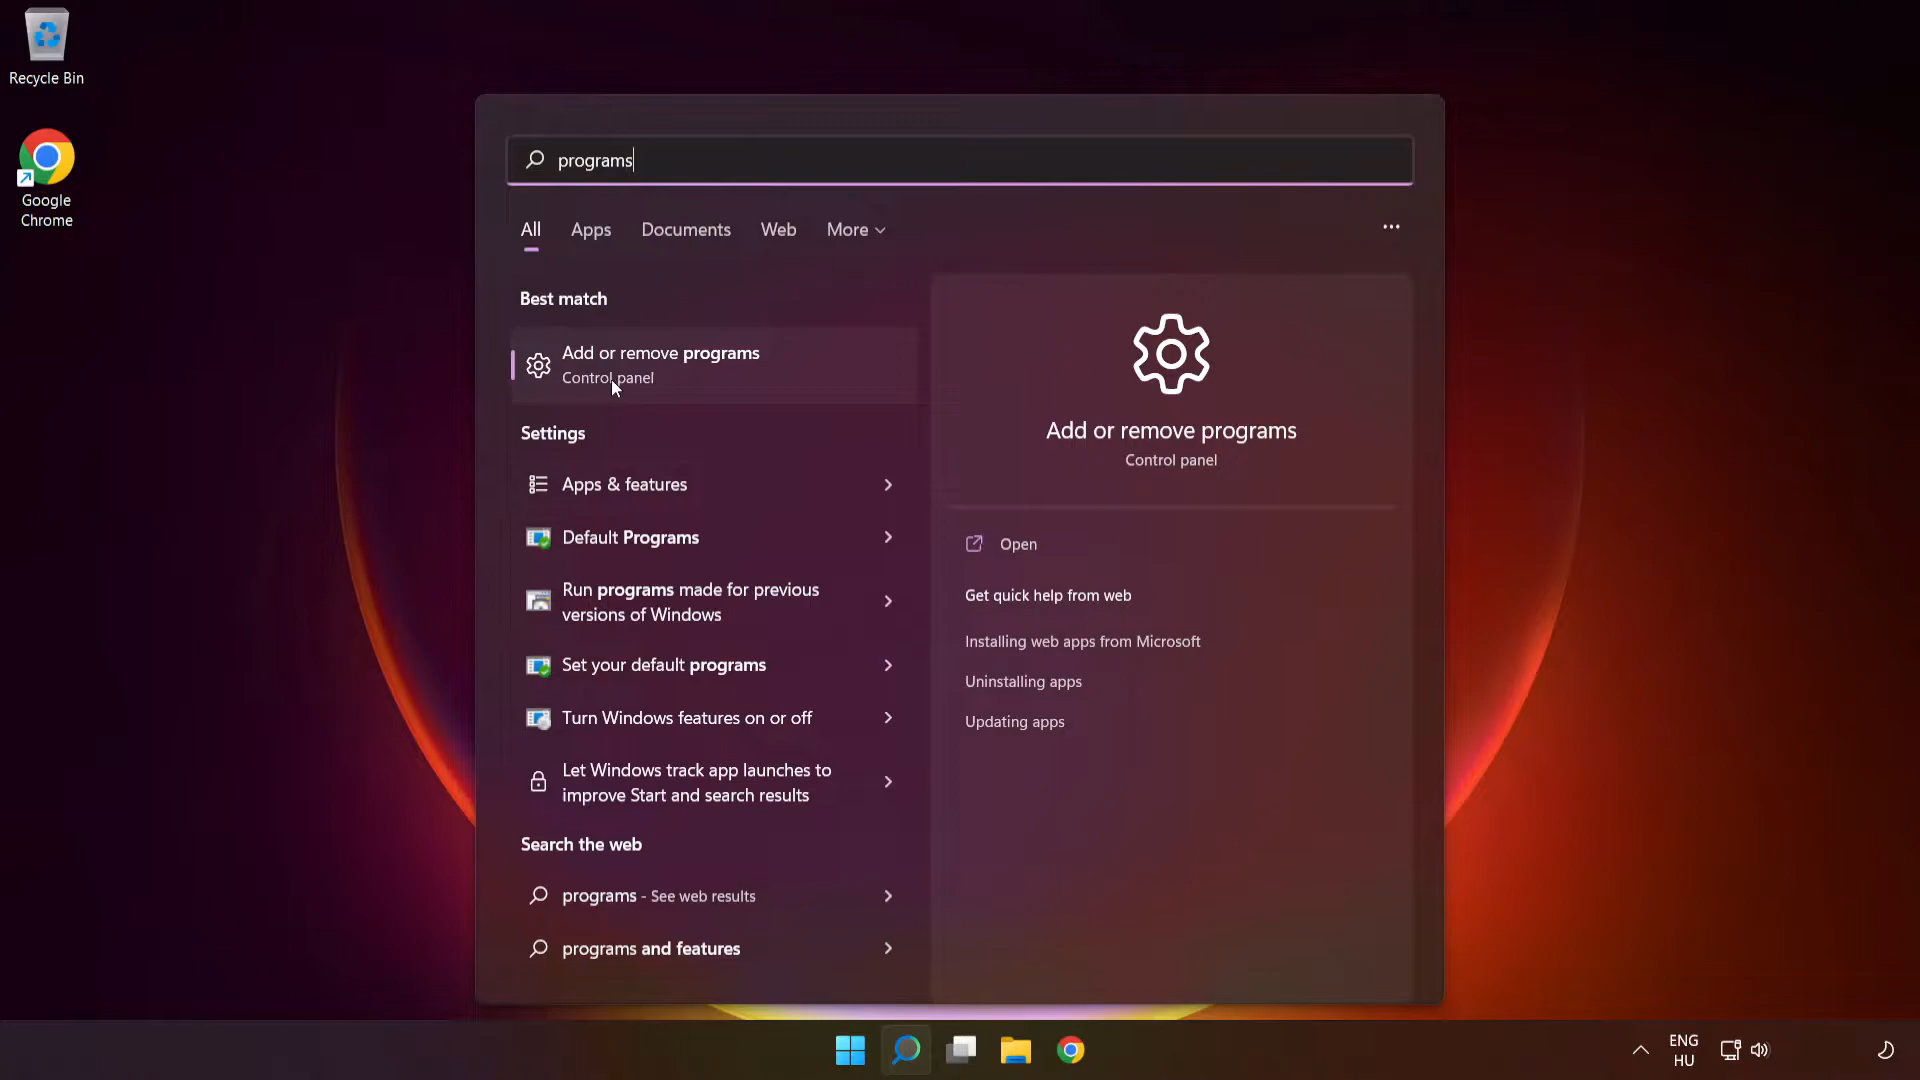 Recycle Bin
Google
Chrome
programs
All Apps Documents Web More
Best match
Add or remove programs
Control panel
Settings
Apps & features
Default Programs
Run programs made for previous
versions of Windows
Set your default programs
Turn Windows features on or off
Let Windows track app launches to
improve Start and search results
Search the web
programs - See web results
programs and features
Add or remove programs
Control panel
Open
Get quick help from web
Installing web apps from Microsoft
Uninstalling apps
Updating apps
ENG
HU